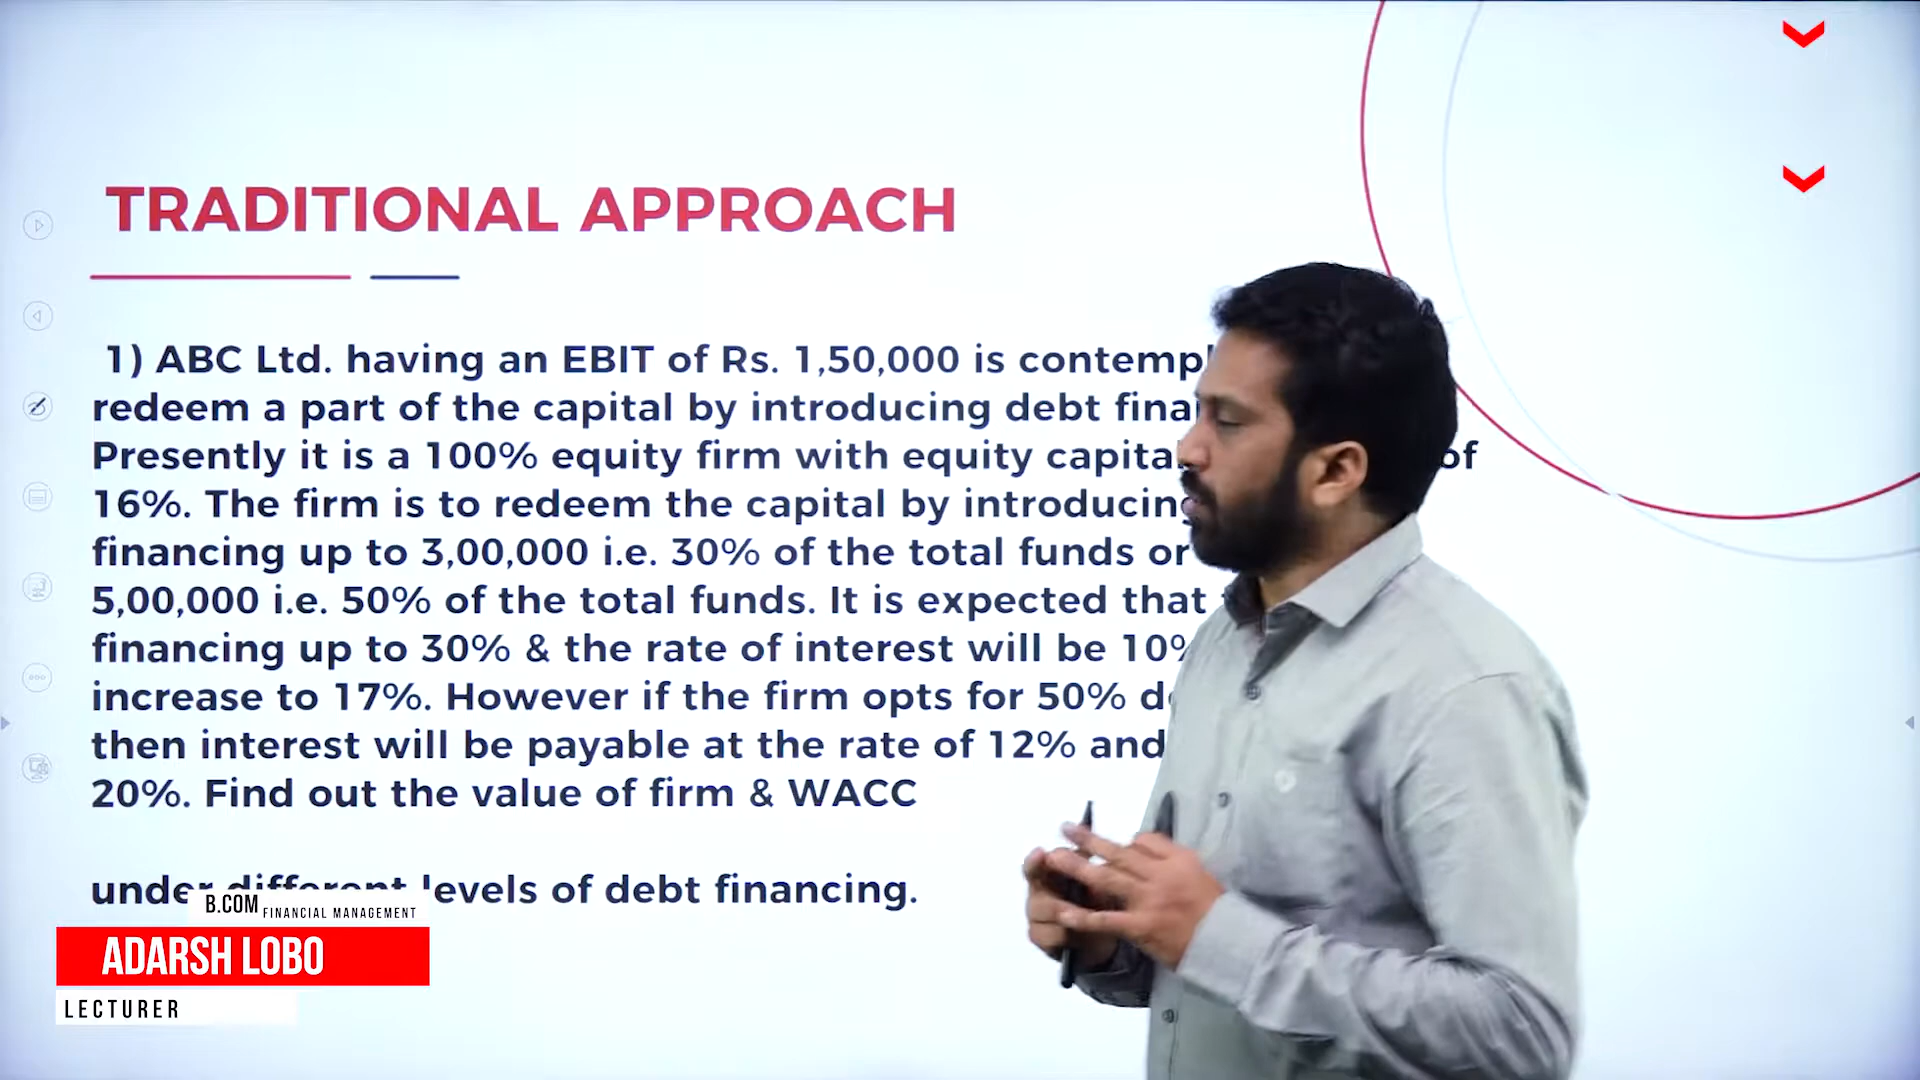 TRADITIONAL APPROACH
1) ABC Ltd. having an EBIT of Rs. 1,50,000 is
redeem a part of the capital by introducing debt
Presently it is a 100% equity firm with equity of
16%. The firm is to redeem the capital by
financing up to 3,00,000 i.e. 30% of the total funds or
5,00,000 i.e. 50% of the total funds. It is expected that
financing up to 30% & the rate of interest will be 10%
increase to 17%. However if the firm opts for 50%
then interest will be payable at the rate of 12% and
20%. Find out the value of firm & WACC
under different levels of debt financing.
B.COM FINANCIAL MANAGEMENT
ADARSH LOBO
LECTURER